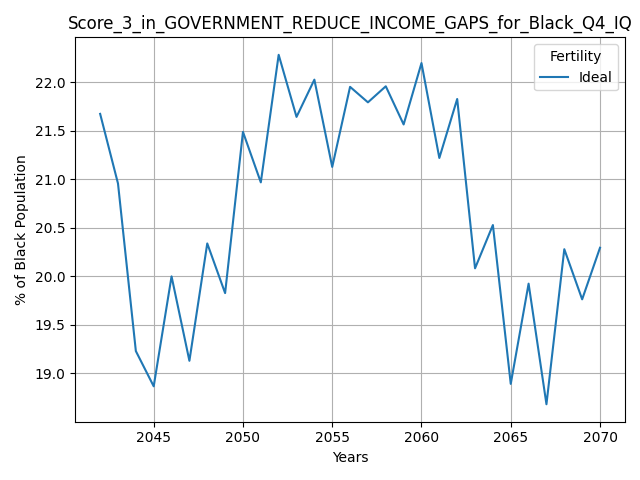 Score_3_in_GOVERNMENT_REDUCE_INCOME_GAPS_for_Black_Q4_IQ
Fertility
Ideal
22.0
21.5
21.0
20.5
20.0
19.5
19.0
% of Black Population
2045 2050 2055 2060 2065 2070
Years